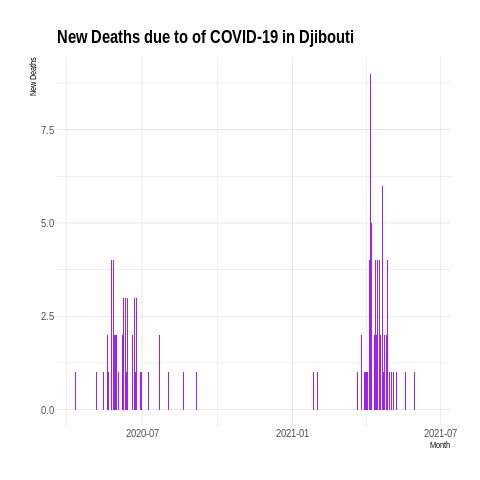 New Deaths due to of COVID-19 in Djibouti
New Deaths
7.5
5.0
2.5
0.0
2020-07
2021-01
2021-07
Month